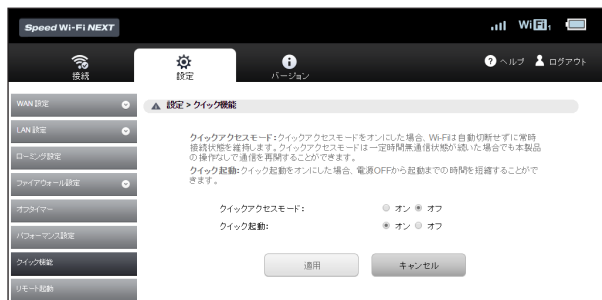 Speed Wi-Fi NEXT
WiFi
接続
設定
バージョン
ヘルプ
ログアウト
WAN 設定
LAN 設定
ローミング設定
ファイアウォール設定
オフタイマー
パフォーマンス設定
クイック機能
リモート起動
設定 > クイック機能
クイックアクセスモード:クイックアクセスモードをオンにした場合、Wi-Fiは自動切断せずに常時
接続状態を維持します。クイックアクセスモードは一定時間無通信状態が続いた場合でも本製品
の操作なしで通信を再開することができます。
クイック起動:クイック起動をオンにした場合、電源OFFから起動までの時間を短縮することがで
きます。
クイックアクセスモード: オン オフ
クイック起動: オン オフ
適用
キャンセル